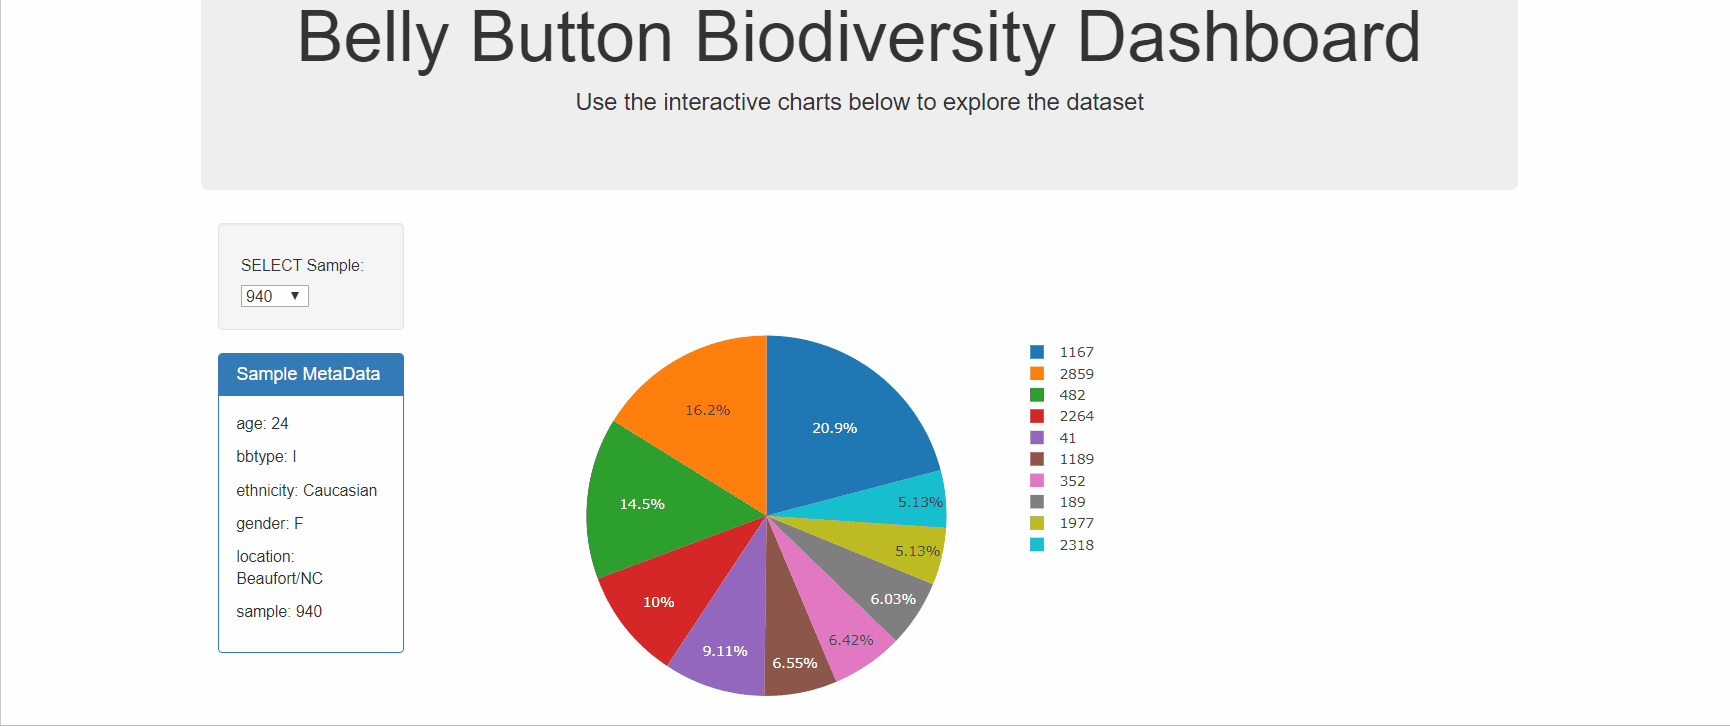 Belly Button Biodiversity Dashboard
Use the interactive charts below to explore the dataset
SELECT Sample:
940 ▼
Sample MetaData
age: 24
bbtype: I
ethnicity: Caucasian
gender: F
location:
Beaufort/NC
sample: 940
16.2%
20.9%
14.5%
5.13%
5.13%
10%
6.03%
9.11%
6.42%
6.55%
1167
2859
482
2264
41
1189
352
189
1977
2318